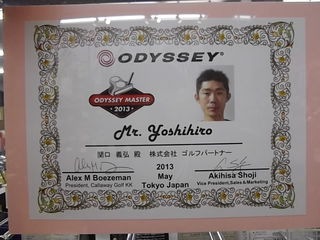 ODYSSEY®
ODYSSEY MASTER
2013
Mr. Yoshihiro
関口 義弘 殿 株式会社 ゴルフパートナー
Alex M Boezeman
President, Callaway Golf KK
2013
May
Tokyo Japan
Akihisa Shoji
Vice President,Sales & Marketing